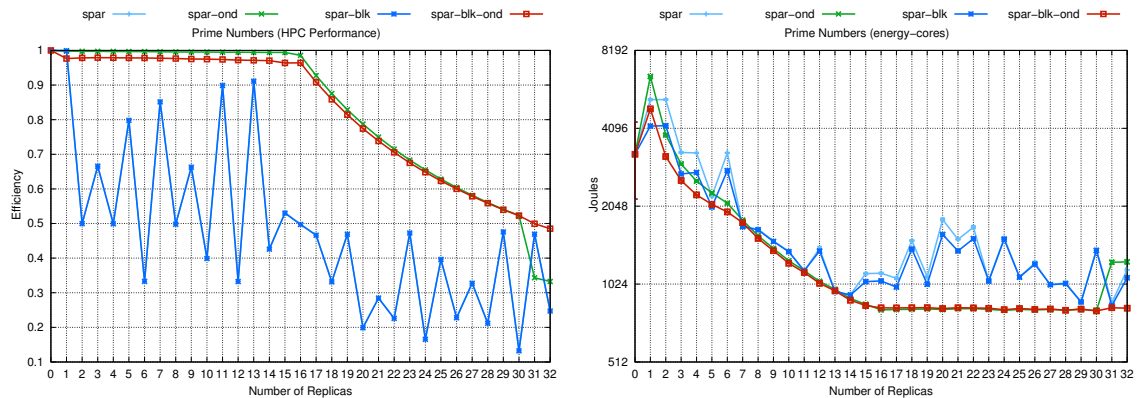 spar spar-ond spar-blk spar-blk-ond
Prime Numbers (HPC Performance)
Efficiency
1
0.9
0.8
0.7
0.6
0.5
0.4
0.3
0.2
0.1
0 1 2 3 4 5 6 7 8 9 10 11 12 13 14 15 16 17 18 19 20 21 22 23 24 25 26 27 28 29 30 31 32
Number of Replicas
spar spar-ond spar-blk spar-blk-ond
Prime Numbers (energy-cores)
Joules
8192
4096
2048
1024
512
0 1 2 3 4 5 6 7 8 9 10 11 12 13 14 15 16 17 18 19 20 21 22 23 24 25 26 27 28 29 30 31 32
Number of Replicas